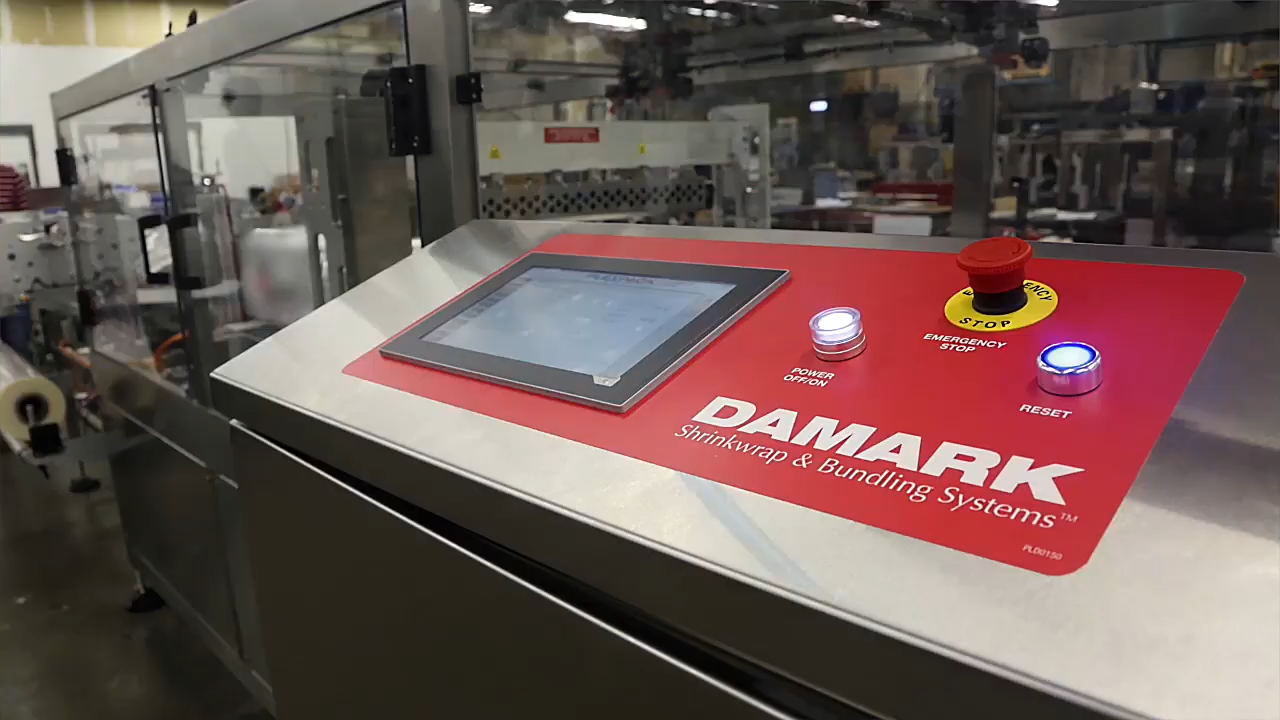 EMERGENCY
STOP
EMERGENCY
STOP
POWER
OFF/ON
RESET
DAMARK
Shrinkwrap & Bundling Systems™
PLD0150